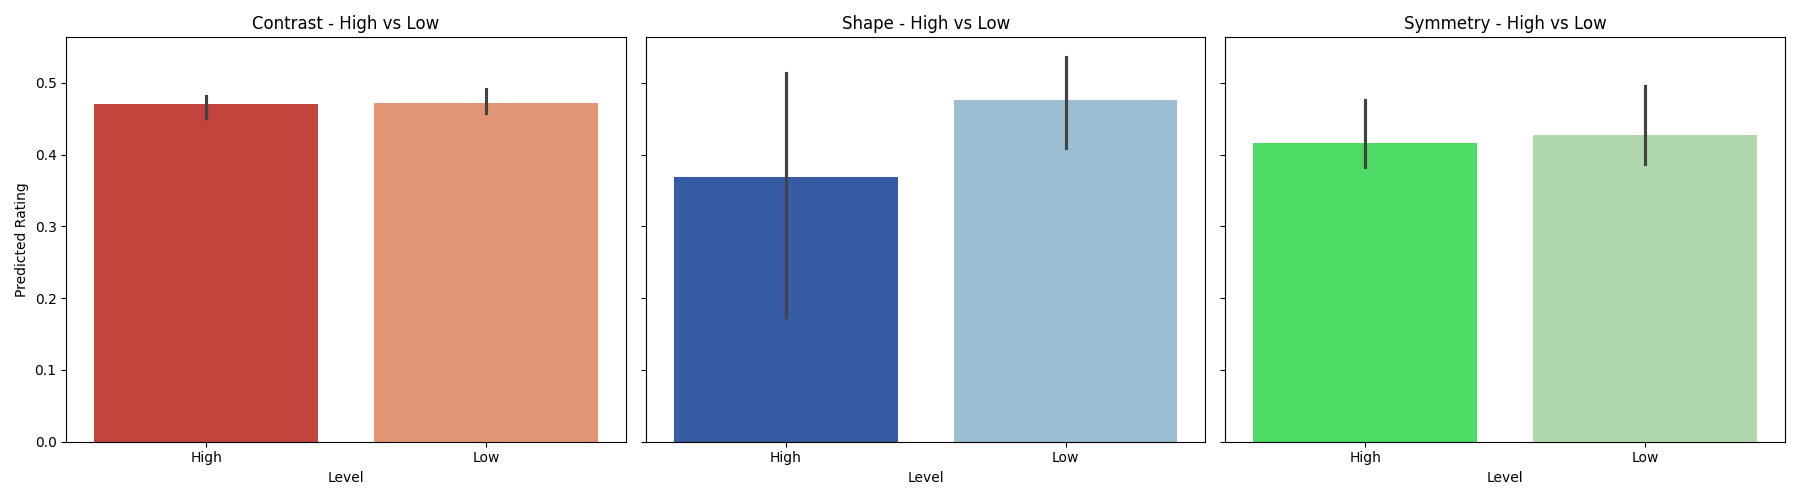 Contrast - High vs Low
Shape - High vs Low
Symmetry - High vs Low
Predicted Rating
0.5
0.4
0.3
0.2
0.1
0.0
High
Low
Level
High
Low
Level
High
Low
Level